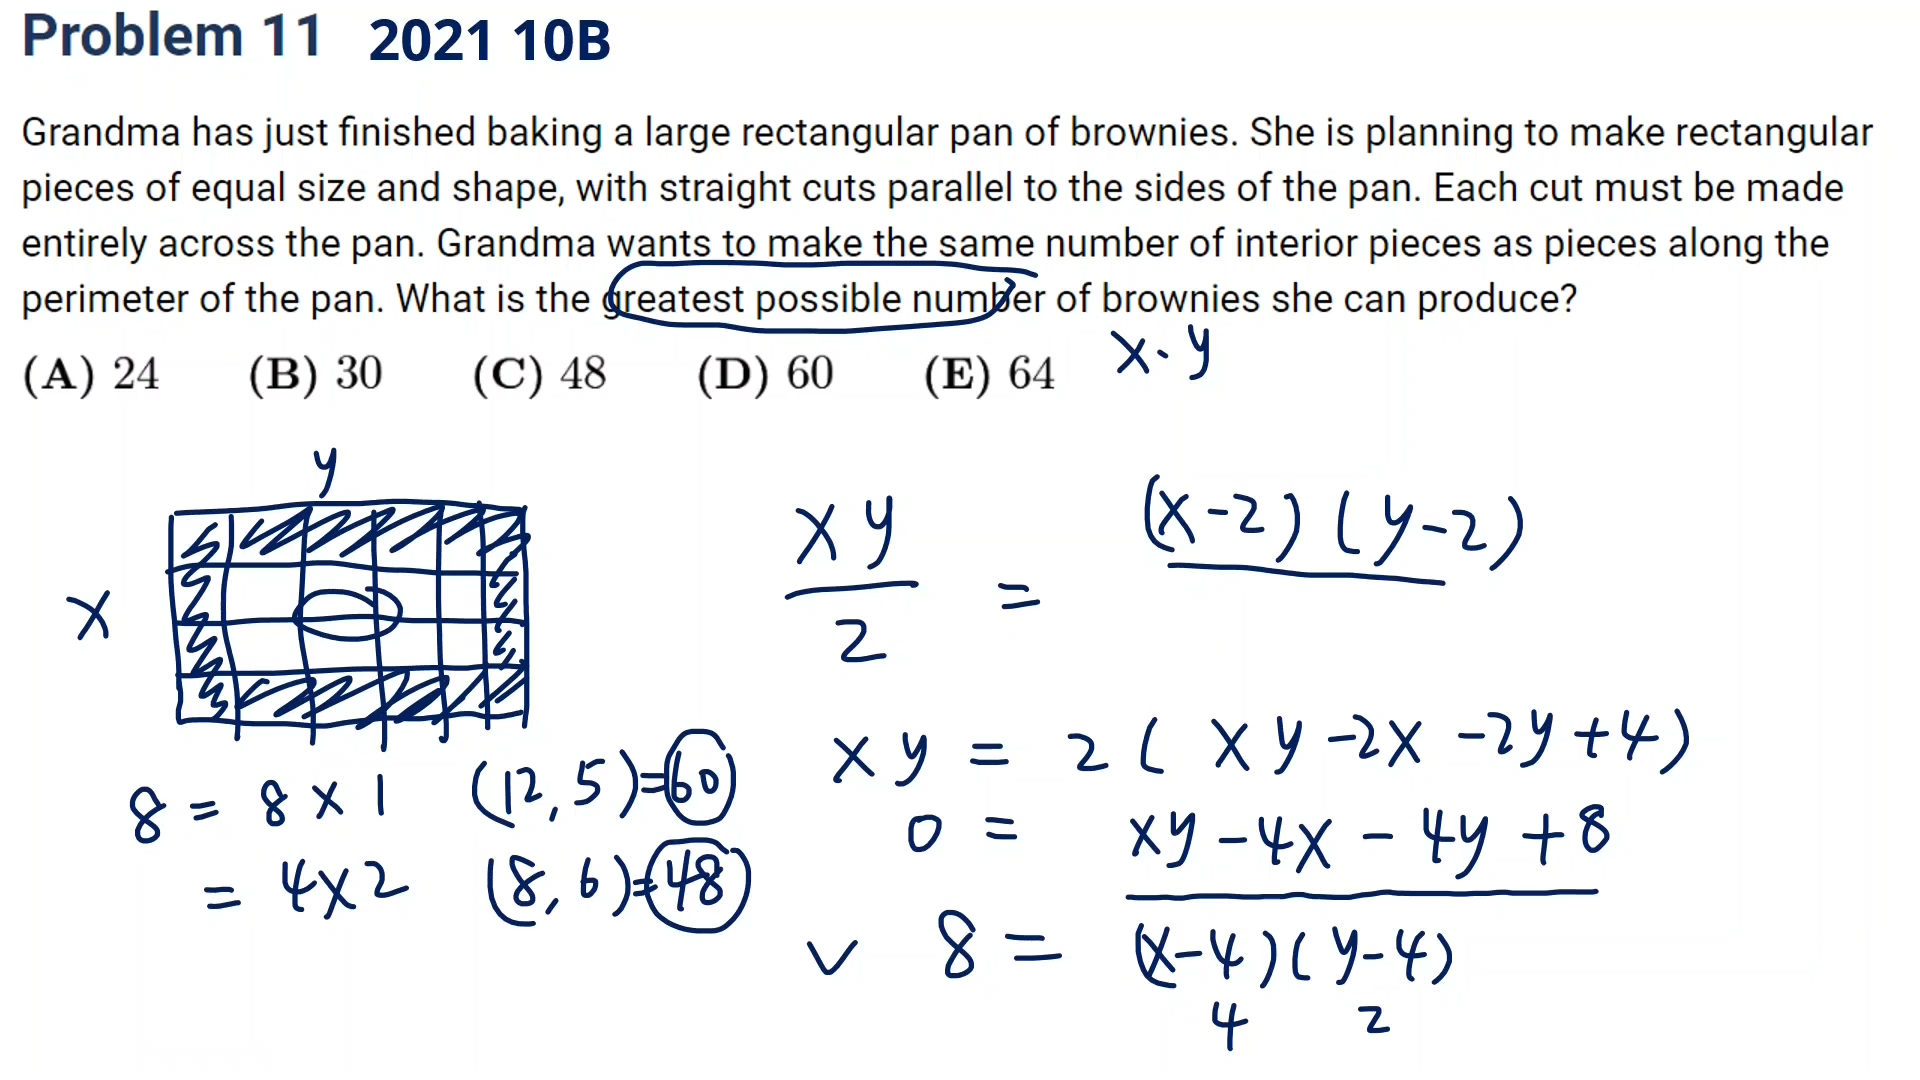 Problem 11 2021 10B
Grandma has just finished baking a large rectangular pan of brownies. She is planning to make rectangular
pieces of equal size and shape, with straight cuts parallel to the sides of the pan. Each cut must be made
entirely across the pan. Grandma wants to make the same number of interior pieces as pieces along the
perimeter of the pan. What is the greatest possible number of brownies she can produce?
x · y
(A) 24 (B) 30 (C) 48 (D) 60 (E) 64
y
x
xy/2 = (x-2)(y-2)
xy = 2(xy-2x-2y+4)
0 = xy-4x-4y+8
8 = (x-4)(y-4)
4 2
8 = 8x1 (12,5)=60
= 4x2 (8,6)=48